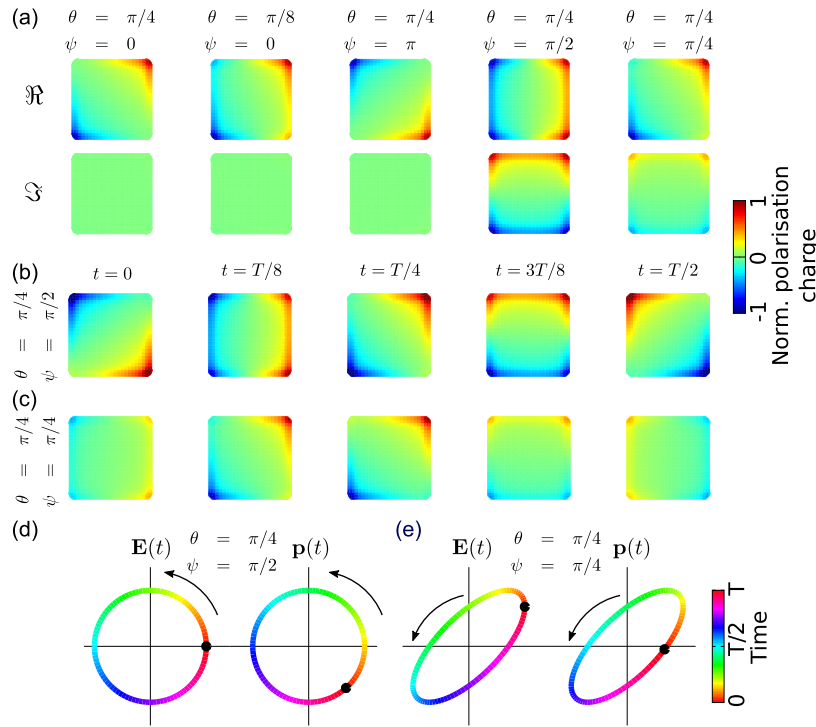 (a)
θ = π/4 θ = π/8 θ = π/4 θ = π/4 θ = π/4
ψ = 0 ψ = 0 ψ = π ψ = π/2 ψ = π/4
ℜ
ℑ
1
0
-1
Norm. polarisation
charge
(b)
t = 0 t = T/8 t = T/4 t = 3T/8 t = T/2
θ = π/4
ψ = π/2
(c)
θ = π/4
ψ = π/4
(d)
E(t) θ = π/4 p(t)
ψ = π/2
(e)
E(t) θ = π/4 p(t)
ψ = π/4
0 T/2 T
Time